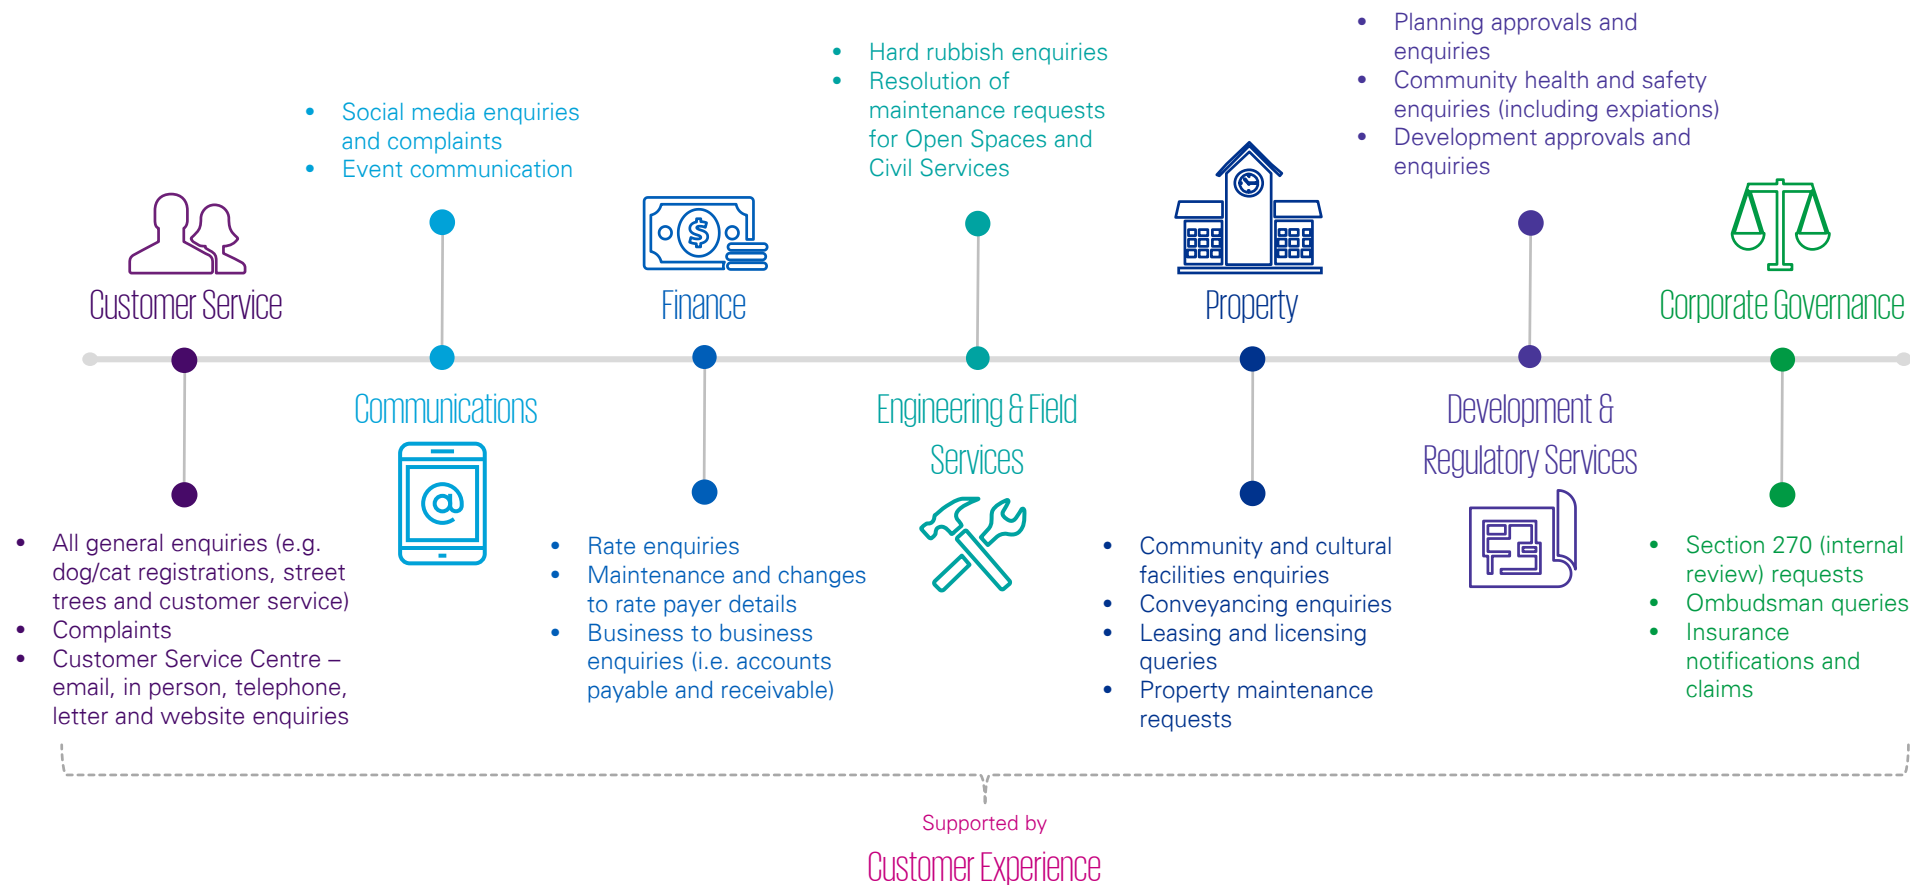 Customer Service
• All general enquiries (e.g.
dog/cat registrations, street
trees and customer service)
• Complaints
• Customer Service Centre –
email, in person, telephone,
letter and website enquiries
• Social media enquiries
and complaints
• Event communication
Communications
@
$
Finance
• Rate enquiries
• Maintenance and changes
to rate payer details
• Business to business
enquiries (i.e. accounts
payable and receivable)
• Hard rubbish enquiries
• Resolution of
maintenance requests
for Open Spaces and
Civil Services
Engineering & Field
Services
Property
• Community and cultural
facilities enquiries
• Conveyancing enquiries
• Leasing and licensing
queries
• Property maintenance
requests
• Planning approvals and
enquiries
• Community health and safety
enquiries (including expiations)
• Development approvals and
enquiries
Development &
Regulatory Services
Corporate Governance
• Section 270 (internal
review) requests
• Ombudsman queries
• Insurance
notifications and
claims
Supported by
Customer Experience